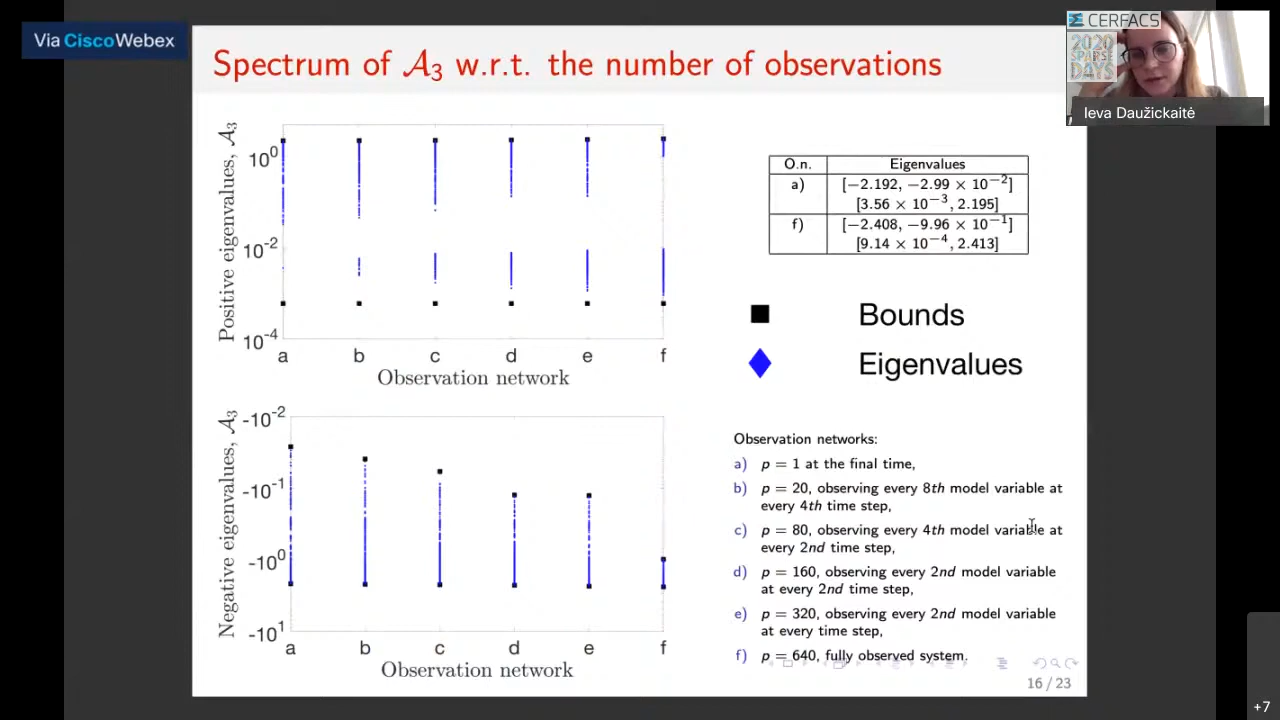 Via Cisco Webex
CERFACS
2020
SPARSE
DAYS
Ieva Daužickaitė
Spectrum of 𝒜₃ w.r.t. the number of observations
Positive eigenvalues, 𝒜₃
10⁰
10⁻²
10⁻⁴
a b c d e f
Observation network
Negative eigenvalues, 𝒜₃
-10⁻²
-10⁻¹
-10⁰
-10¹
a b c d e f
Observation network
O.n. Eigenvalues
a) [−2.192, −2.99 × 10⁻²]
[3.56 × 10⁻³, 2.195]
f) [−2.408, −9.96 × 10⁻¹]
[9.14 × 10⁻⁴, 2.413]
Bounds
Eigenvalues
Observation networks:
a) p = 1 at the final time,
b) p = 20, observing every 8th model variable at
every 4th time step,
c) p = 80, observing every 4th model variable at
every 2nd time step,
d) p = 160, observing every 2nd model variable
at every 2nd time step,
e) p = 320, observing every 2nd model variable
at every time step,
f) p = 640, fully observed system.
16 / 23
+7